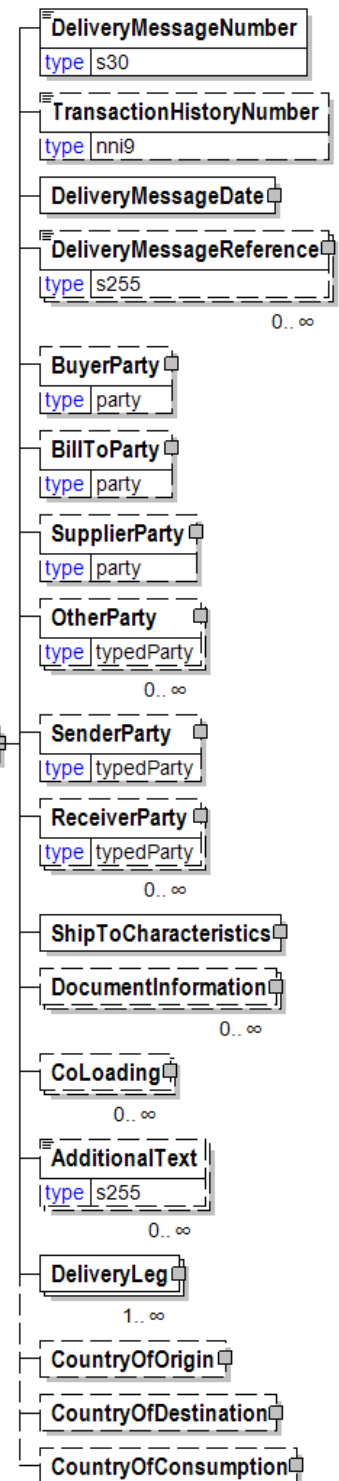 DeliveryMessageNumber
type s30
TransactionHistoryNumber
type nni9
DeliveryMessageDate
DeliveryMessageReference
type s255
0.. ∞
BuyerParty
type party
BillToParty
type party
SupplierParty
type party
OtherParty
type typedParty
0.. ∞
SenderParty
type typedParty
ReceiverParty
type typedParty
0.. ∞
ShipToCharacteristics
DocumentInformation
0.. ∞
CoLoading
0.. ∞
AdditionalText
type s255
0.. ∞
DeliveryLeg
1.. ∞
CountryOfOrigin
CountryOfDestination
CountryOfConsumption